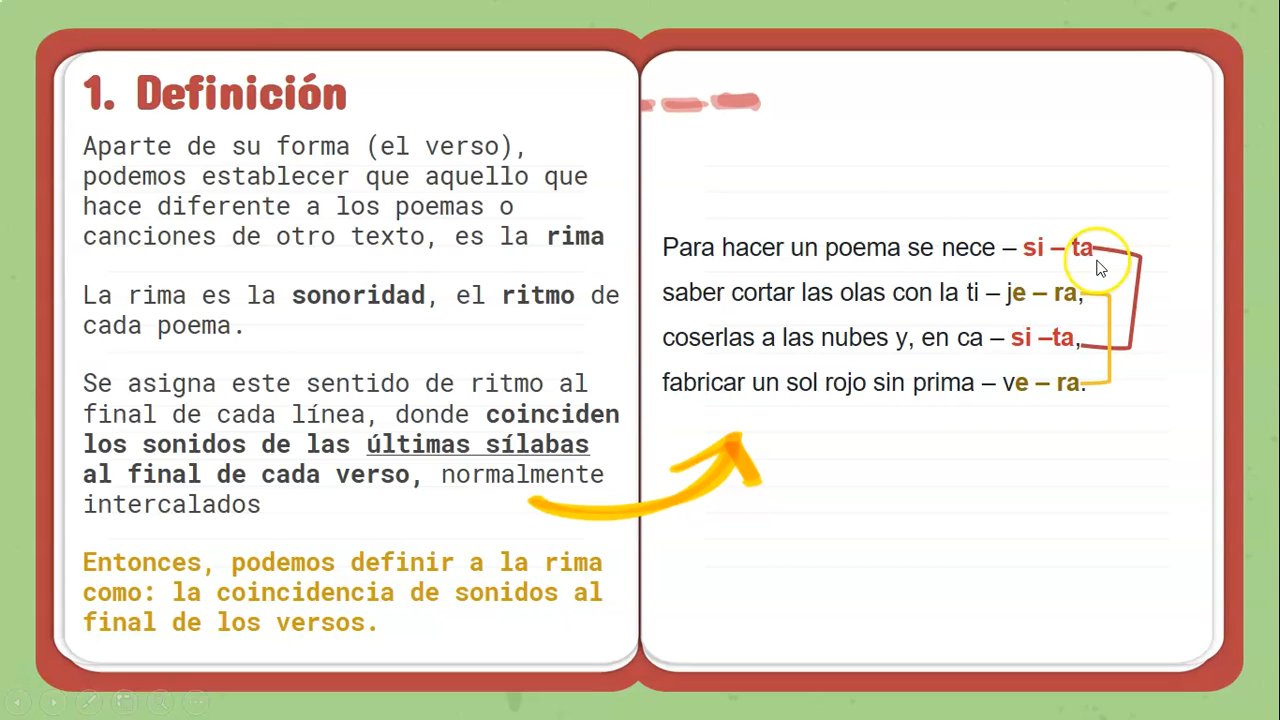 1. Definición
Aparte de su forma (el verso),
podemos establecer que aquello que
hace diferente a los poemas o
canciones de otro texto, es la rima
La rima es la sonoridad, el ritmo de
cada poema.
Se asigna este sentido de ritmo al
final de cada línea, donde coinciden
los sonidos de las últimas sílabas
al final de cada verso, normalmente
intercalados
Entonces, podemos definir a la rima
como: la coincidencia de sonidos al
final de los versos.
Para hacer un poema se nece – si – ta
saber cortar las olas con la ti – je – ra,
coserlas a las nubes y, en ca – si –ta,
fabricar un sol rojo sin prima – ve – ra.